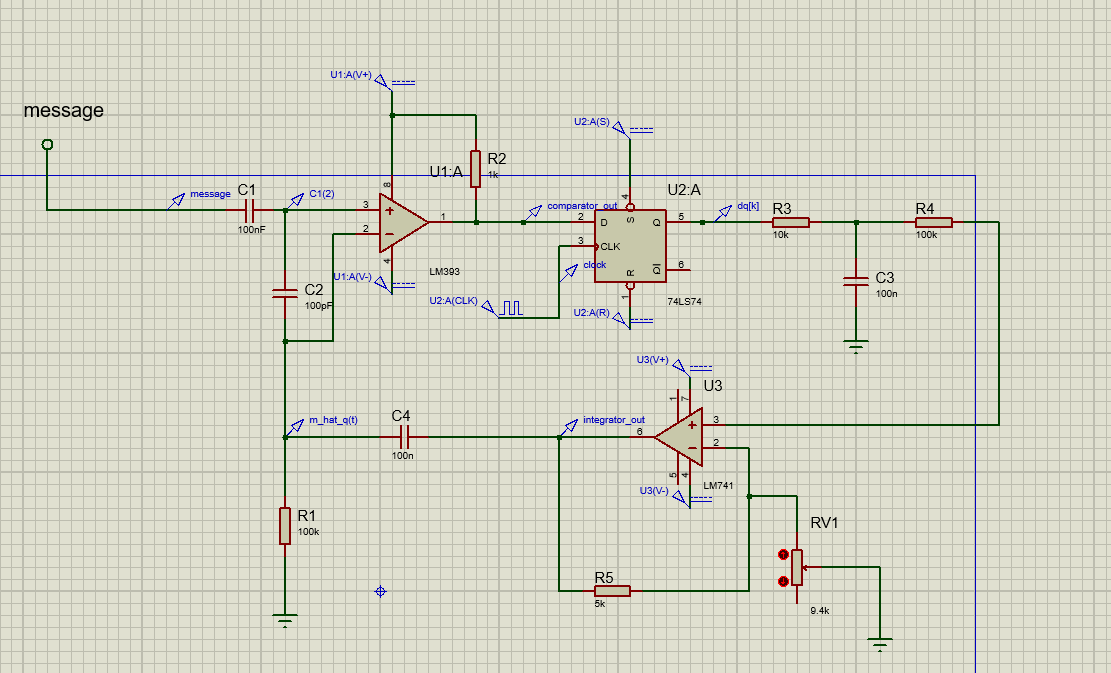 U1:A(V+)
message
U2:A(S)
R2
1k
U1:A
8
U2:A
message
C1
C1(2)
4
3
1
comparator_out
2
D
S
Q
5
dq[k]
R3
R4
100nF
2
10k
100k
3
CLK
4
LM393
clock
R
QI
6
U1:A(V-)
C2
100pF
C3
100n
U2:A(CLK)
1
74LS74
U2:A(R)
U3(V+)
U3
1
7
m_hat_q(t)
C4
integrator_out
6
3
2
100n
5
4
LM741
U3(V-)
R1
100k
RV1
R5
5k
9.4k